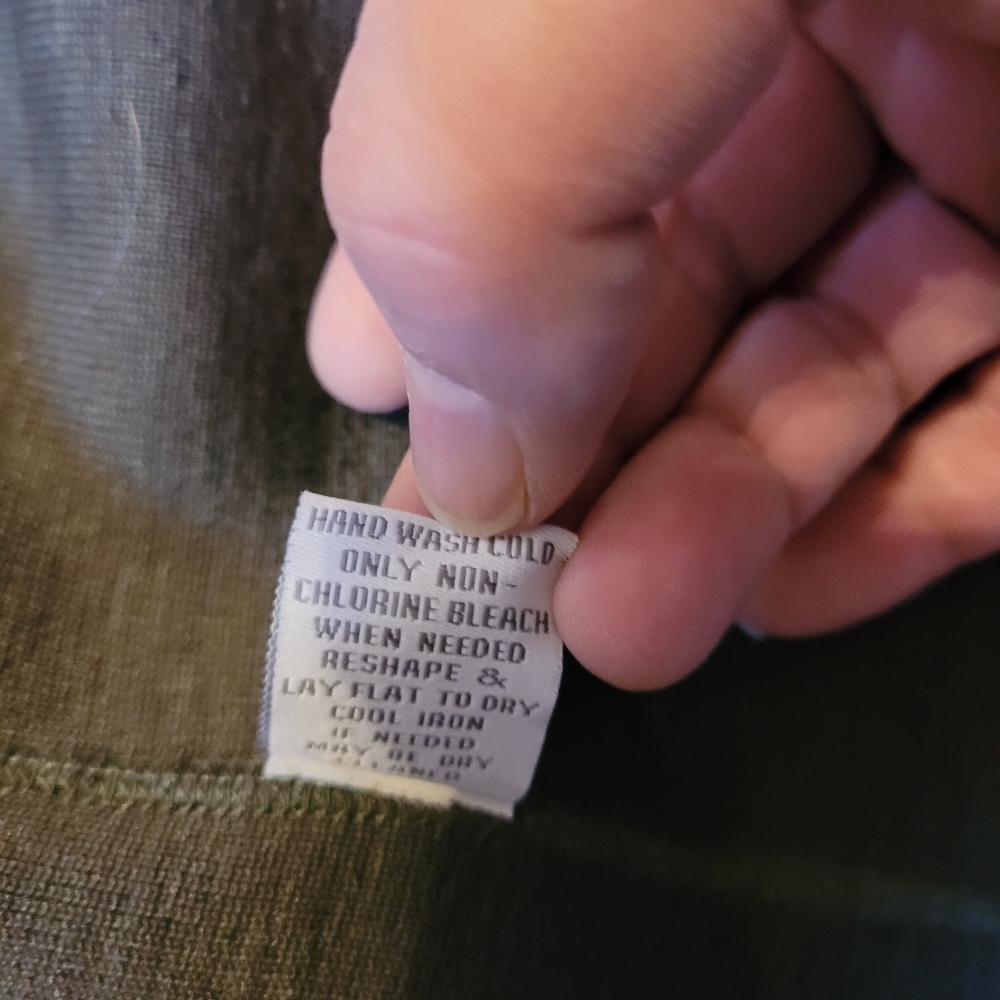 HAND WASH COLD
ONLY NON-
CHLORINE BLEACH
WHEN NEEDED
RESHAPE &
LAY FLAT TO DRY
COOL IRON
IF NEEDED
MAY BE DRY
CLEANED